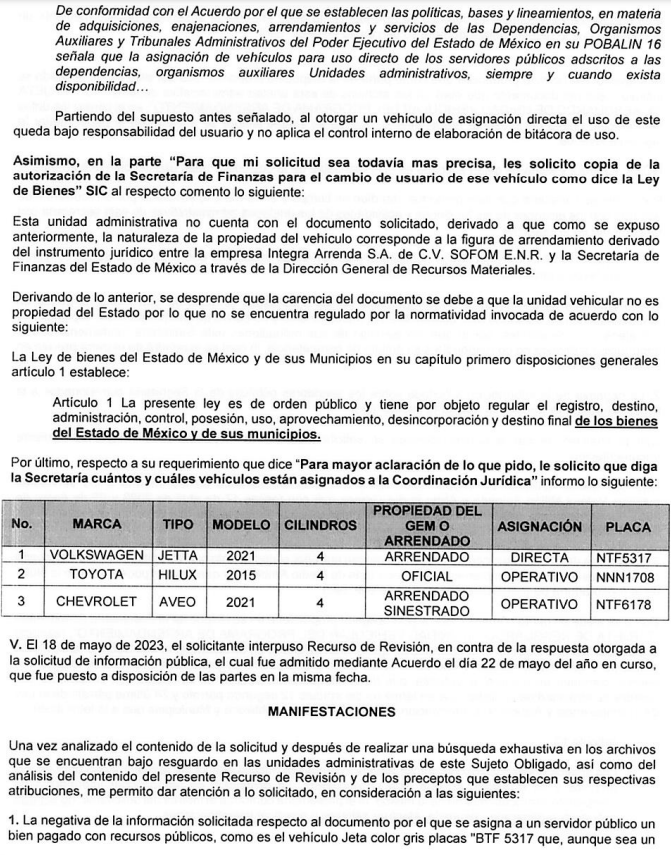 De conformidad con el Acuerdo por el que se establecen las políticas, bases y lineamientos, en materia
de adquisiciones, enajenaciones, arrendamientos y servicios de las Dependencias, Organismos
Auxiliares y Tribunales Administrativos del Poder Ejecutivo del Estado de México en su POBALIN 16
señala que la asignación de vehículos para uso directo de los servidores públicos adscritos a las
dependencias, organismos auxiliares Unidades administrativas, siempre y cuando exista
disponibilidad…
Partiendo del supuesto antes señalado, al otorgar un vehículo de asignación directa el uso de este
queda bajo responsabilidad del usuario y no aplica el control interno de elaboración de bitácora de uso.
Asimismo, en la parte “Para que mi solicitud sea todavía mas precisa, les solicito copia de la
autorización de la Secretaría de Finanzas para el cambio de usuario de ese vehículo como dice la Ley
de Bienes” SIC al respecto comento lo siguiente:
Esta unidad administrativa no cuenta con el documento solicitado, derivado a que como se expuso
anteriormente, la naturaleza de la propiedad del vehículo corresponde a la figura de arrendamiento derivado
del instrumento jurídico entre la empresa Integra Arrenda S.A. de C.V. SOFOM E.N.R. y la Secretaria de
Finanzas del Estado de México a través de la Dirección General de Recursos Materiales.
Derivando de lo anterior, se desprende que la carencia del documento se debe a que la unidad vehicular no es
propiedad del Estado por lo que no se encuentra regulado por la normatividad invocada de acuerdo con lo
siguiente:
La Ley de bienes del Estado de México y de sus Municipios en su capítulo primero disposiciones generales
artículo 1 establece:
Artículo 1 La presente ley es de orden público y tiene por objeto regular el registro, destino,
administración, control, posesión, uso, aprovechamiento, desincorporación y destino final de los bienes
del Estado de México y de sus municipios.
Por último, respecto a su requerimiento que dice “Para mayor aclaración de lo que pido, le solicito que diga
la Secretaría cuántos y cuáles vehículos están asignados a la Coordinación Jurídica” informo lo siguiente:
No. MARCA TIPO MODELO CILINDROS PROPIEDAD DEL GEM O ARRENDADO ASIGNACIÓN PLACA
1 VOLKSWAGEN JETTA 2021 4 ARRENDADO DIRECTA NTF5317
2 TOYOTA HILUX 2015 4 OFICIAL OPERATIVO NNN1708
3 CHEVROLET AVEO 2021 4 ARRENDADO SINESTRADO OPERATIVO NTF6178
V. El 18 de mayo de 2023, el solicitante interpuso Recurso de Revisión, en contra de la respuesta otorgada a
la solicitud de información pública, el cual fue admitido mediante Acuerdo el día 22 de mayo del año en curso,
que fue puesto a disposición de las partes en la misma fecha.
MANIFESTACIONES
Una vez analizado el contenido de la solicitud y después de realizar una búsqueda exhaustiva en los archivos
que se encuentran bajo resguardo en las unidades administrativas de este Sujeto Obligado, así como del
análisis del contenido del presente Recurso de Revisión y de los preceptos que establecen sus respectivas
atribuciones, me permito dar atención a lo solicitado, en consideración a las siguientes:
1. La negativa de la información solicitada respecto al documento por el que se asigna a un servidor público un
bien pagado con recursos públicos, como es el vehículo Jeta color gris placas "BTF 5317 que, aunque sea un